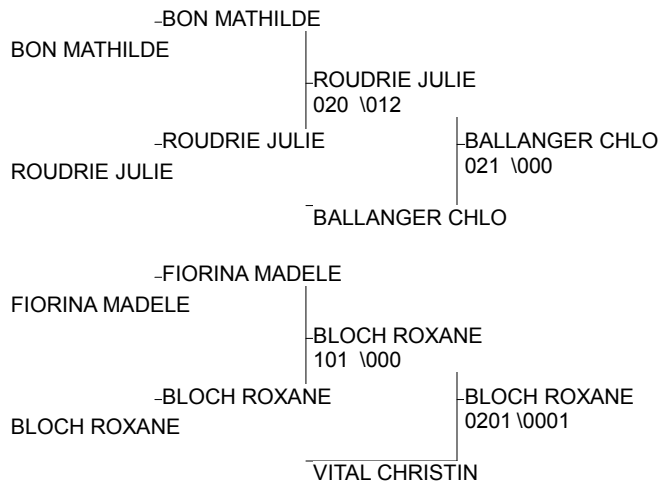 BON MATHILDE
BON MATHILDE
ROUDRIE JULIE
020 \012
ROUDRIE JULIE
BALLANGER CHLO
021 \000
ROUDRIE JULIE
BALLANGER CHLO
FIORINA MADELE
FIORINA MADELE
BLOCH ROXANE
101 \000
BLOCH ROXANE
BLOCH ROXANE
0201 \0001
BLOCH ROXANE
VITAL CHRISTIN